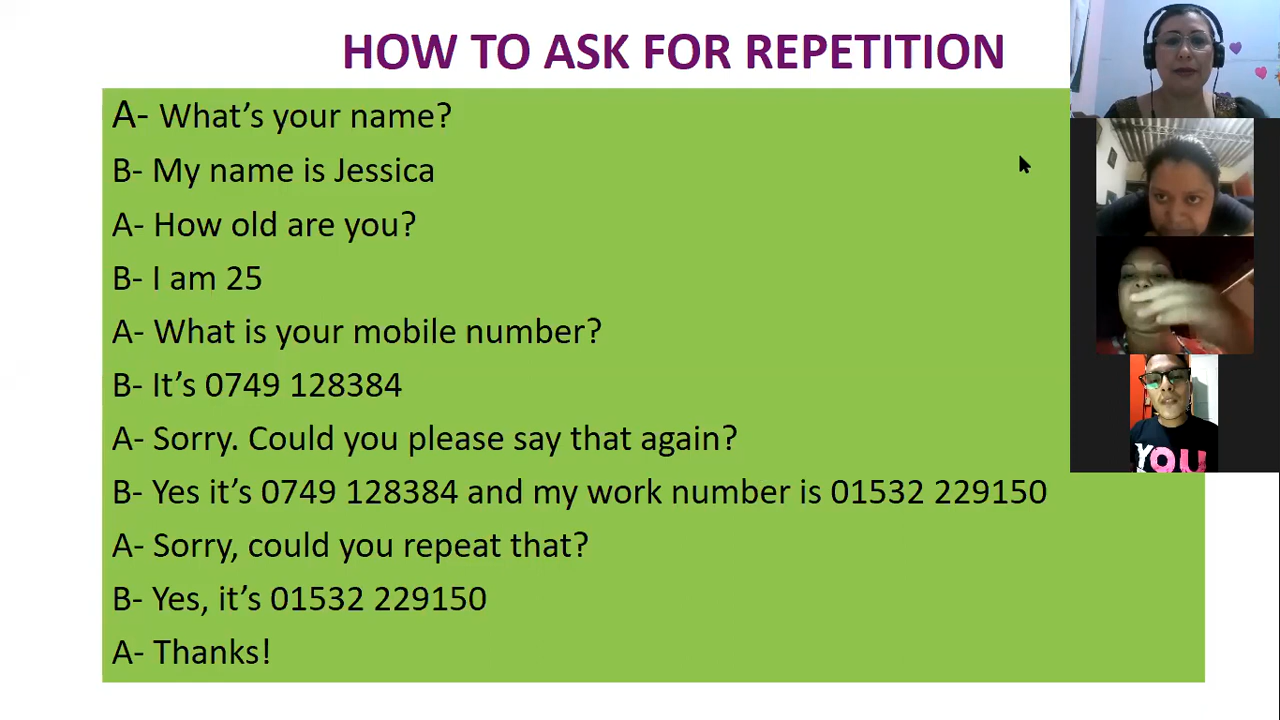 HOW TO ASK FOR REPETITION
A- What’s your name?
B- My name is Jessica
A- How old are you?
B- I am 25
A- What is your mobile number?
B- It’s 0749 128384
A- Sorry. Could you please say that again?
B- Yes it’s 0749 128384 and my work number is 01532 229150
A- Sorry, could you repeat that?
B- Yes, it’s 01532 229150
A- Thanks!
YOU